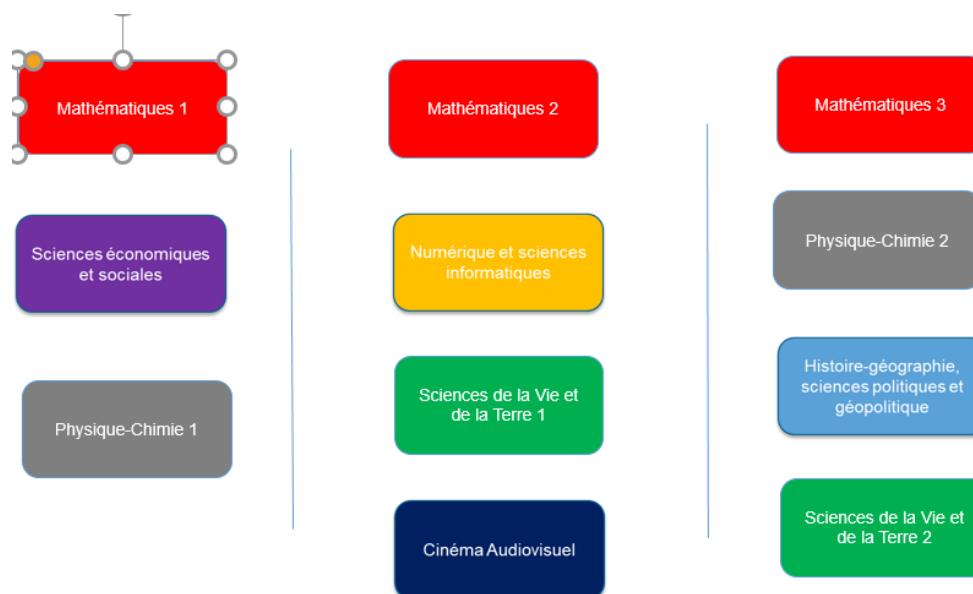 Mathématiques 1
Sciences économiques
et sociales
Physique-Chimie 1
Mathématiques 2
Numérique et sciences
informatiques
Sciences de la Vie et
de la Terre 1
Cinéma Audiovisuel
Mathématiques 3
Physique-Chimie 2
Histoire-géographie,
sciences politiques et
géopolitique
Sciences de la Vie et
de la Terre 2